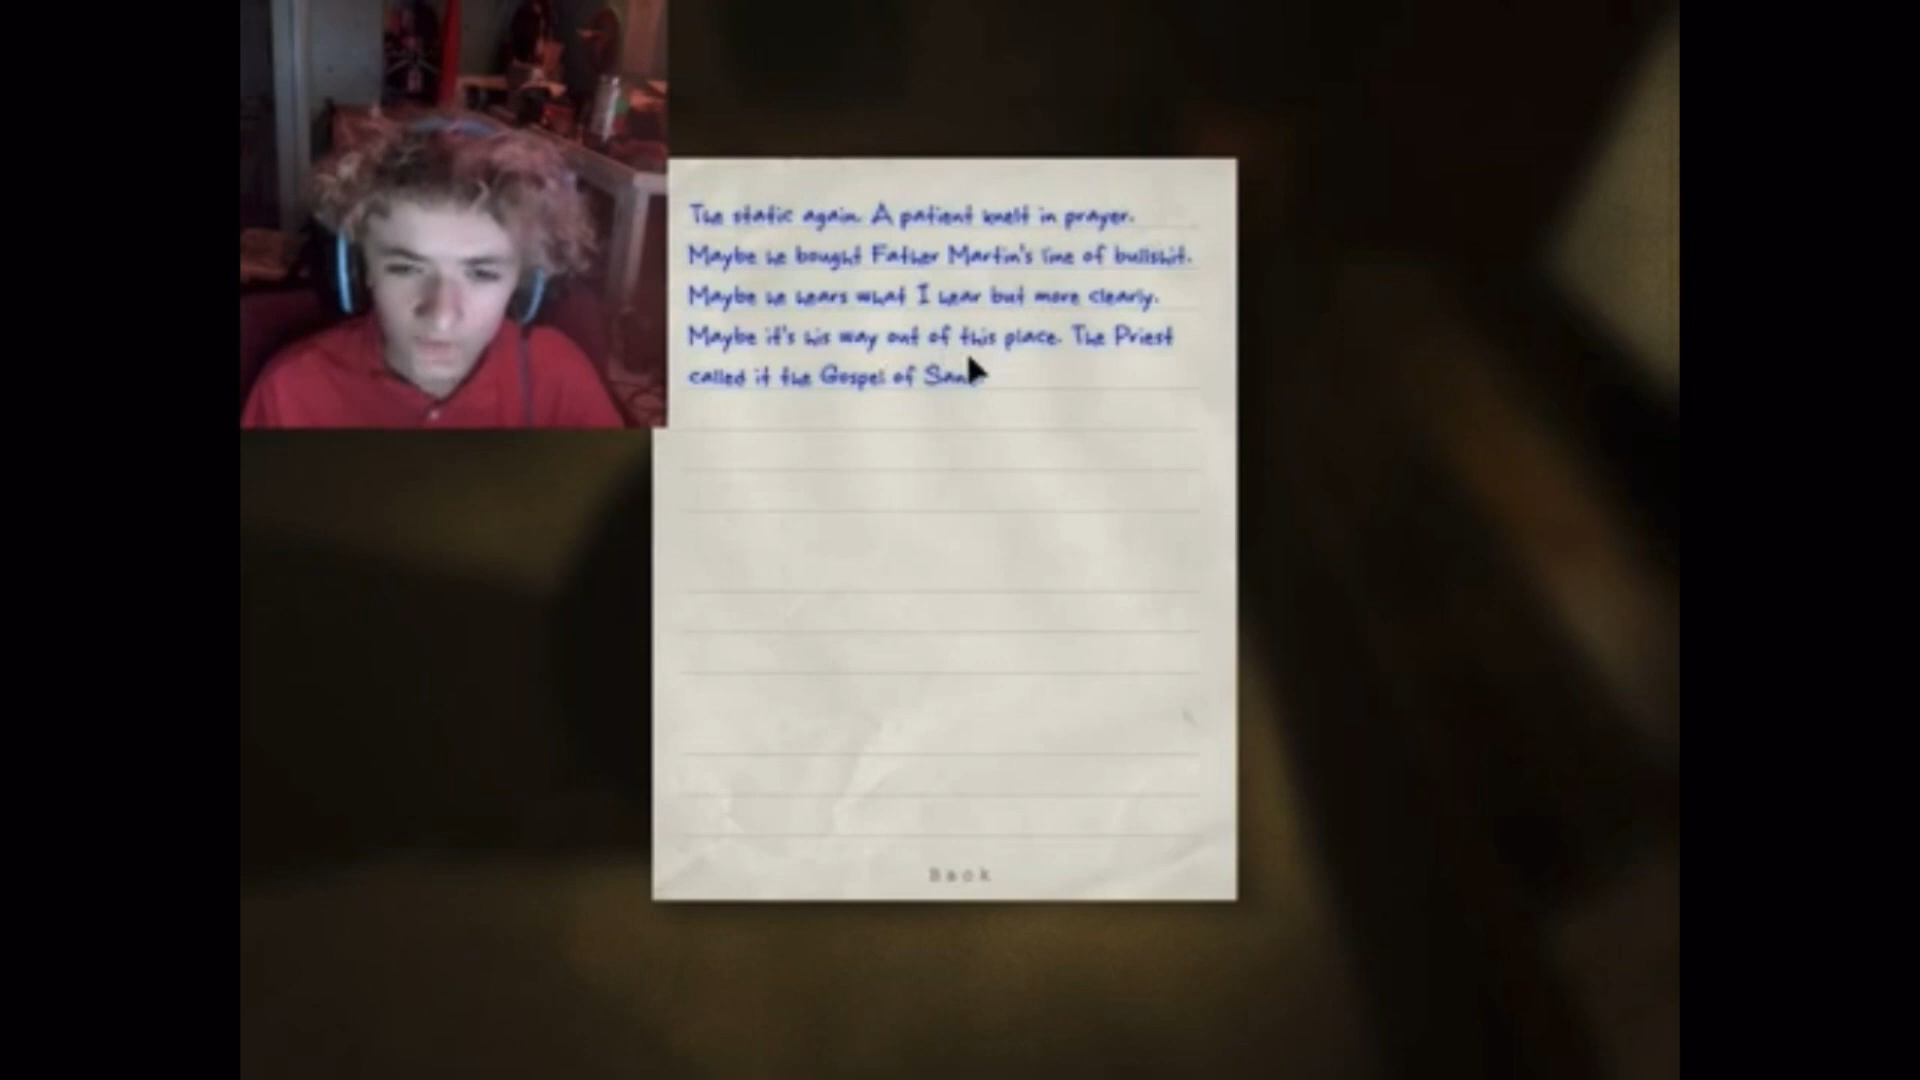 The static again. A patient knelt in prayer.
Maybe he bought Father Martin's line of bullshit.
Maybe he hears what I hear but more clearly.
Maybe it's his way out of this place. The Priest
called it the Gospel of
Back